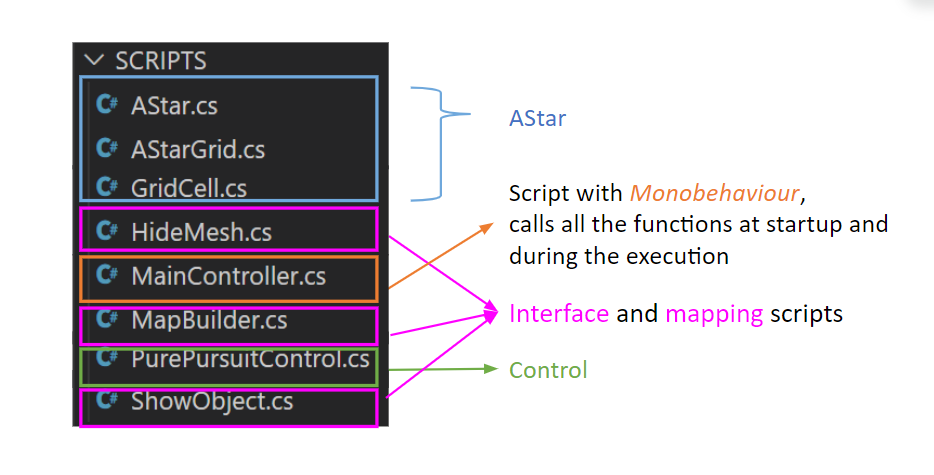 SCRIPTS
C# AStar.cs
C# AStarGrid.cs
C# GridCell.cs
C# HideMesh.cs
C# MainController.cs
C# MapBuilder.cs
C# PurePursuitControl.cs
C# ShowObject.cs
AStar
Script with Monobehaviour,
calls all the functions at startup and
during the execution
Interface and mapping scripts
Control